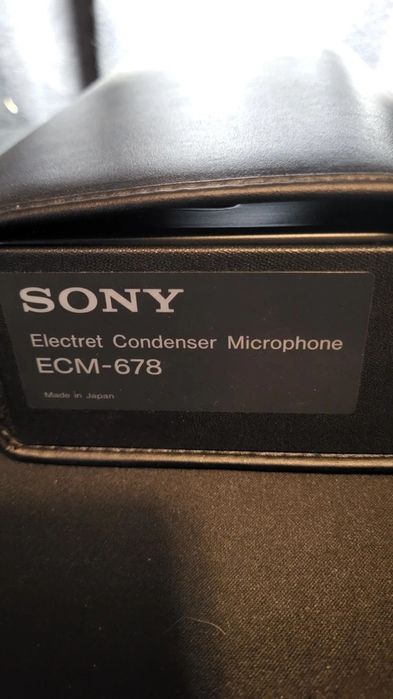 SONY
Electret Condenser Microphone
ECM-678
Made in Japan